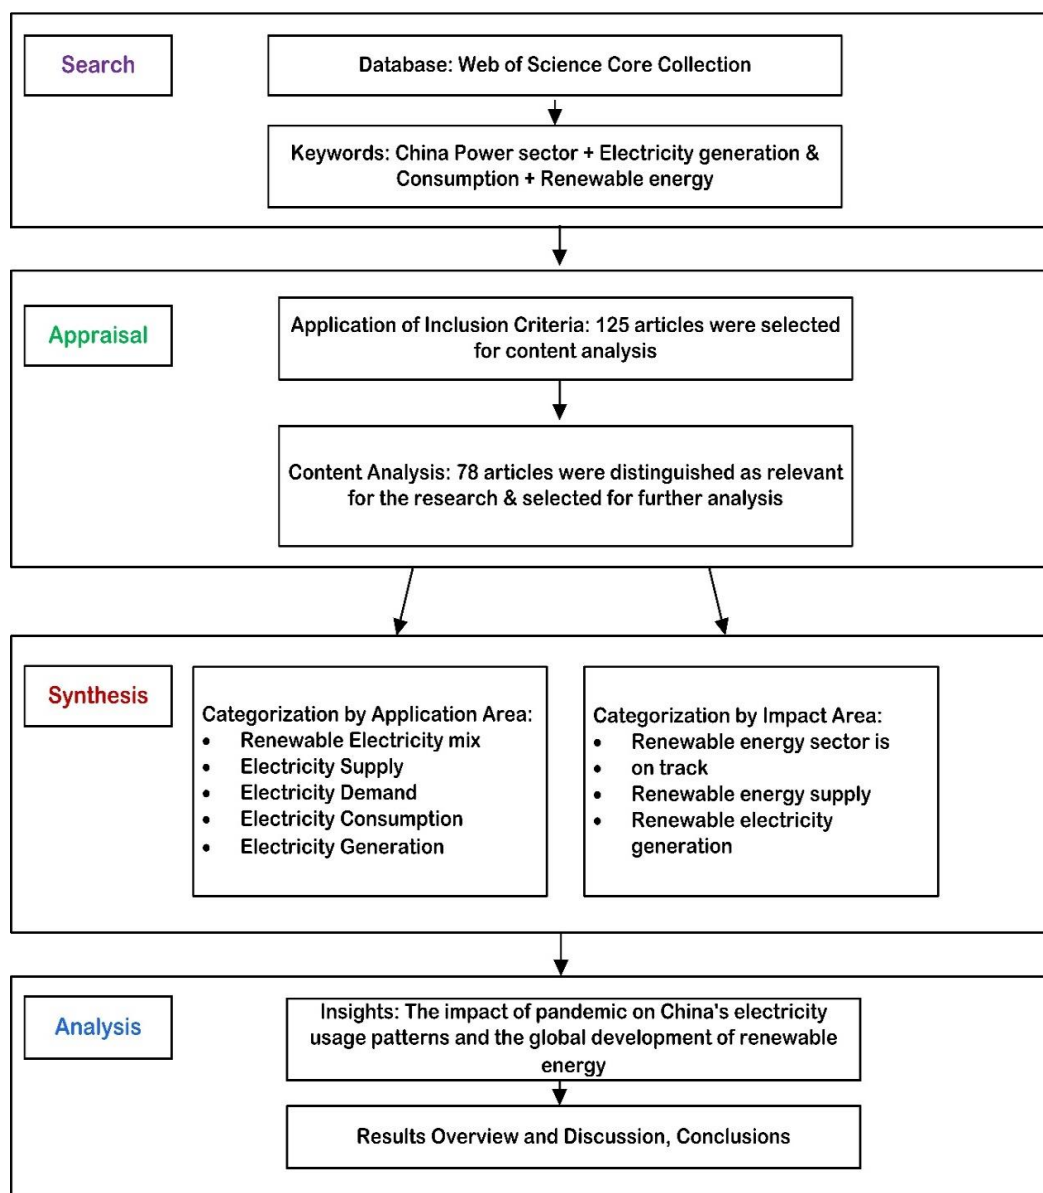 Search
Database: Web of Science Core Collection
Keywords: China Power sector + Electricity generation &
Consumption + Renewable energy
Appraisal
Application of Inclusion Criteria: 125 articles were selected
for content analysis
Content Analysis: 78 articles were distinguished as relevant
for the research & selected for further analysis
Synthesis
Categorization by Application Area:
• Renewable Electricity mix
• Electricity Supply
• Electricity Demand
• Electricity Consumption
• Electricity Generation
Categorization by Impact Area:
• Renewable energy sector is
• on track
• Renewable energy supply
• Renewable electricity
generation
Analysis
Insights: The impact of pandemic on China's electricity
usage patterns and the global development of renewable
energy
Results Overview and Discussion, Conclusions